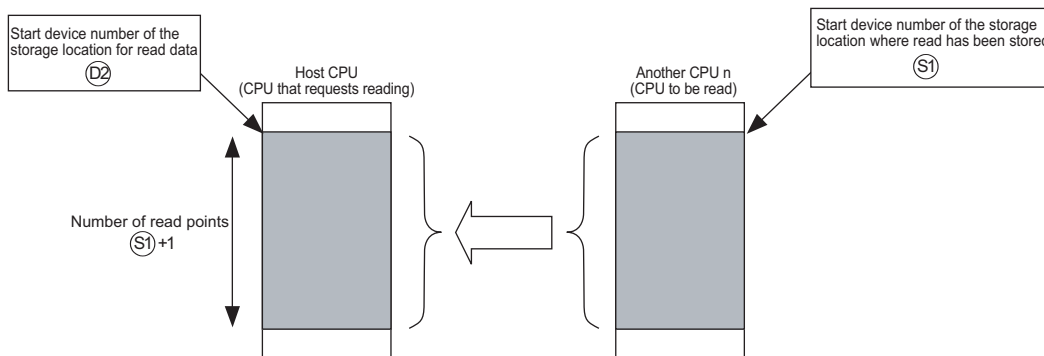 Start device number of the
storage location for read data
D2
Host CPU
(CPU that requests reading)
Another CPU n
(CPU to be read)
Start device number of the storage
location where read has been stored
S1
Number of read points
S1+1